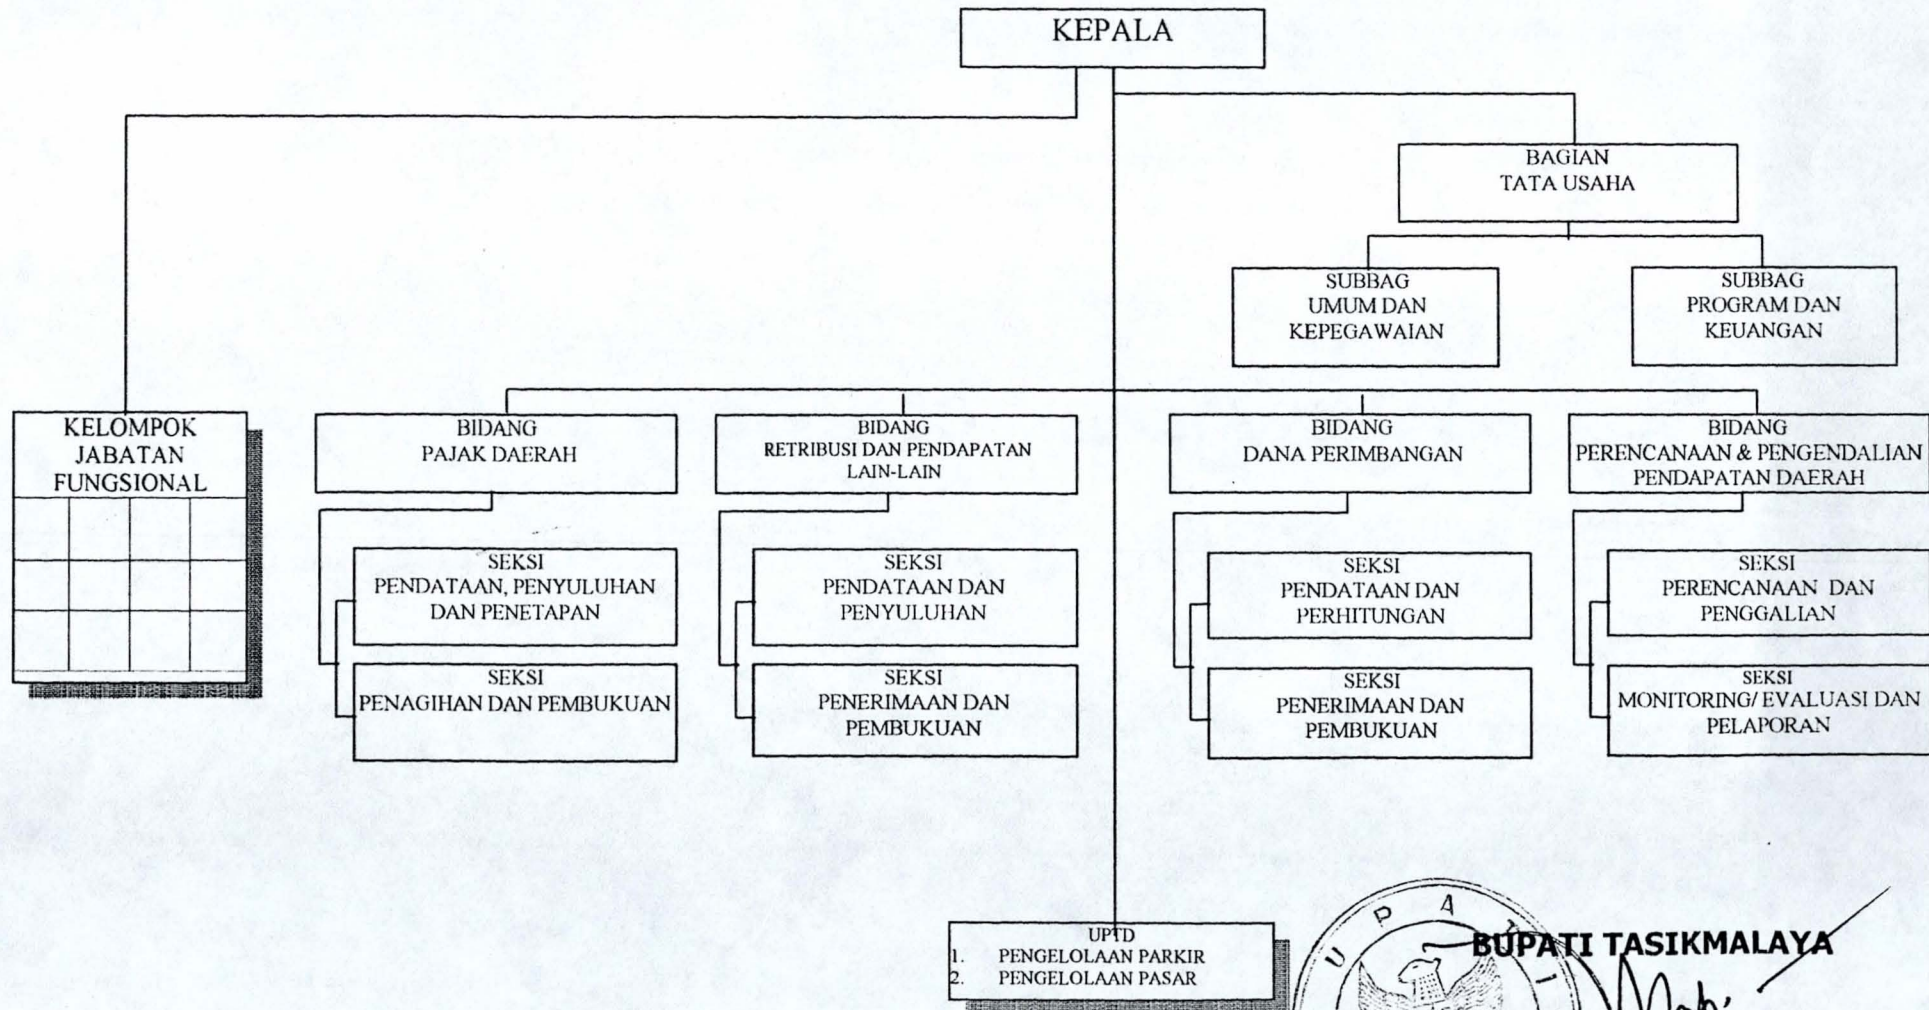 KEPALA
BAGIAN
TATA USAHA
SUBBAG
UMUM DAN
KEPEGAWAIAN
SUBBAG
PROGRAM DAN
KEUANGAN
KELOMPOK
JABATAN
FUNGSIONAL
BIDANG
PAJAK DAERAH
BIDANG
RETRIBUSI DAN PENDAPATAN
LAIN-LAIN
BIDANG
DANA PERIMBANGAN
BIDANG
PERENCANAAN & PENGENDALIAN
PENDAPATAN DAERAH
SEKSI
PENDATAAN, PENYULUHAN
DAN PENETAPAN
SEKSI
PENAGIHAN DAN PEMBUKUAN
SEKSI
PENDATAAN DAN
PENYULUHAN
SEKSI
PENERIMAAN DAN
PEMBUKUAN
SEKSI
PENDATAAN DAN
PERHITUNGAN
SEKSI
PENERIMAAN DAN
PEMBUKUAN
SEKSI
PERENCANAAN DAN
PENGGALIAN
SEKSI
MONITORING/ EVALUASI DAN
PELAPORAN
UPTD
1. PENGELOLAAN PARKIR
2. PENGELOLAAN PASAR
UPATI
BUPATI TASIKMALAYA